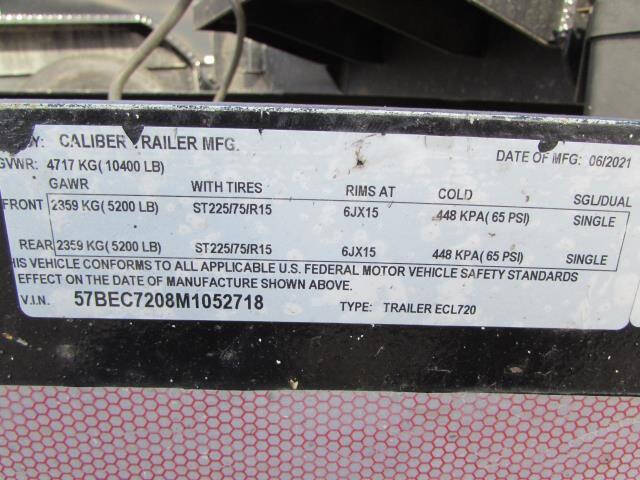 BY: CALIBER TRAILER MFG. DATE OF MFG: 06/2021
GVWR: 4717 KG( 10400 LB)
GAWR WITH TIRES RIMS AT COLD SGL/DUAL
FRONT 2359 KG( 5200 LB) ST225/75/R15 6JX15 448 KPA( 65 PSI) SINGLE
REAR 2359 KG( 5200 LB) ST225/75/R15 6JX15 448 KPA( 65 PSI) SINGLE
HIS VEHICLE CONFORMS TO ALL APPLICABLE U.S. FEDERAL MOTOR VEHICLE SAFETY STANDARDS
EFFECT ON THE DATE OF MANUFACTURE SHOWN ABOVE.
V.I.N. 57BEC7208M1052718 TYPE: TRAILER ECL720